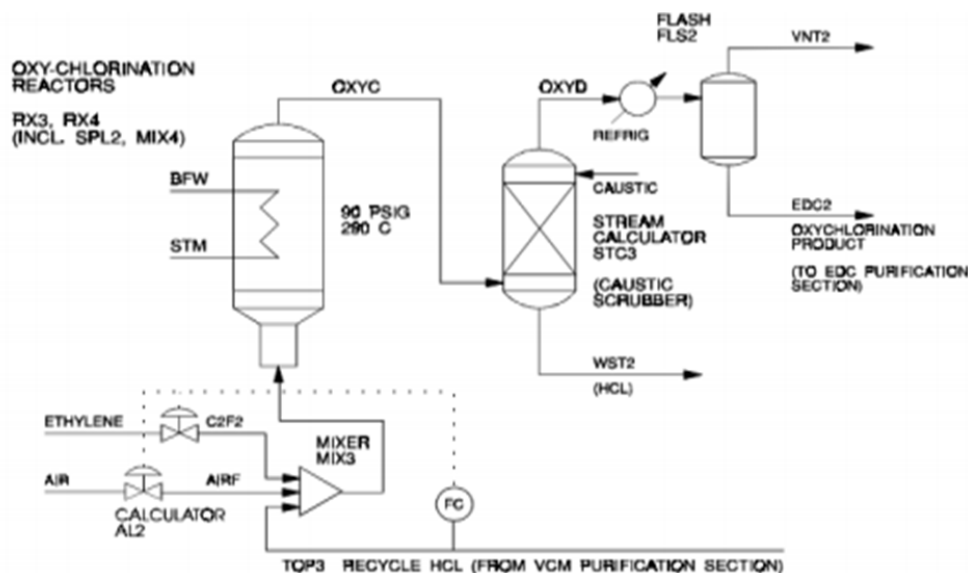 FLASH
FLS2
VNT2
OXY-CHLORINATION
REACTORS
RX3, RX4
(INCL. SPL2, MIX4)
OXYC
OXYD
REFRIG
BFW
STM
90 PSIG
290 C
CAUSTIC
STREAM
CALCULATOR
STC3
(CAUSTIC
SCRUBBER)
EDC2
OXYCHLORINATION
PRODUCT
(TO EDC PURIFICATION
SECTION)
WST2
(HCL)
ETHYLENE
C2F2
MIXER
MIX3
AIR
AIRF
CALCULATOR
AL2
FC
TOP3 RECYCLE HCL (FROM VCM PURIFICATION SECTION)